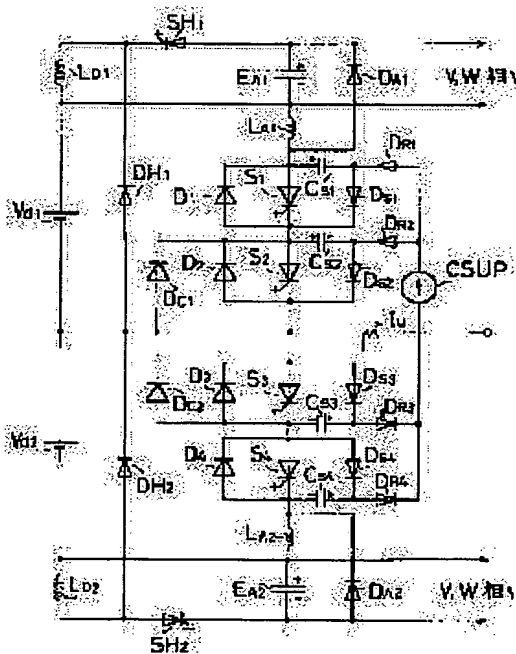 SH1
LD1
EA1
DA1
V,W相へ
LA1
DR1
DH1
D1
S1
CS1
DS1
Vd1
DR2
D2
S2
CS2
DS2
CSUP
DC1
Iu
D3
S3
DS3
DC2
CS3
DR3
Vd2
D4
S4
DS4
CS4
DR4
DH2
LA2
LD2
EA2
DA2
V,W相へ
SH2